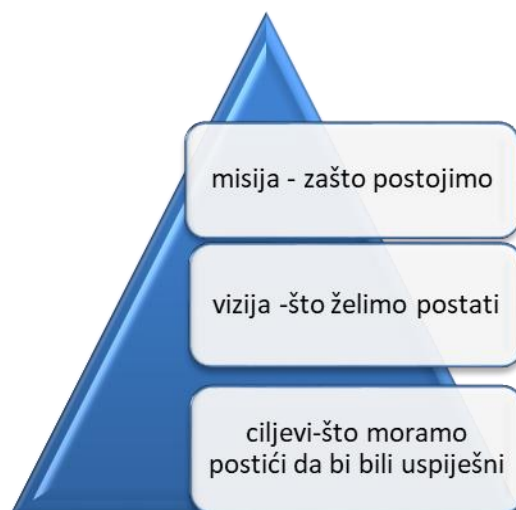 misija - zašto postojimo
vizija -što želimo postati
ciljevi-što moramo
postići da bi bili uspiješni